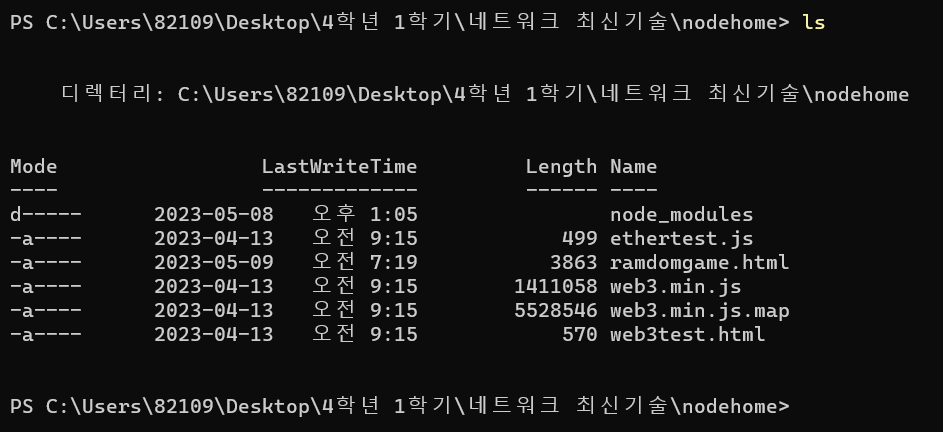 PS C:\Users\82109\Desktop\4학년 1학기\네트워크 최신기술\nodehome> ls
디렉터리: C:\Users\82109\Desktop\4학년 1학기\네트워크 최신기술\nodehome
Mode                 LastWriteTime         Length Name
----                 -------------         ------ ----
d-----      2023-05-08   오후 1:05                node_modules
-a----      2023-04-13   오전 9:15            499 ethertest.js
-a----      2023-05-09   오전 7:19           3863 ramdomgame.html
-a----      2023-04-13   오전 9:15        1411058 web3.min.js
-a----      2023-04-13   오전 9:15        5528546 web3.min.js.map
-a----      2023-04-13   오전 9:15            570 web3test.html
PS C:\Users\82109\Desktop\4학년 1학기\네트워크 최신기술\nodehome>